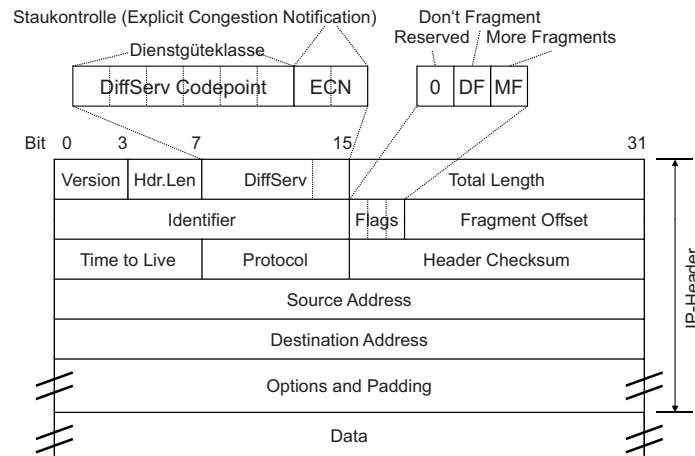 Staukontrolle (Explicit Congestion Notification)
Don't Fragment
Reserved
More Fragments
Dienstgüteklasse
DiffServ Codepoint ECN
0 DF MF
Bit 0 3 7 15 31
Version Hdr.Len DiffServ Total Length
Identifier Flags Fragment Offset
Time to Live Protocol Header Checksum
Source Address
Destination Address
Options and Padding
Data
IP-Header